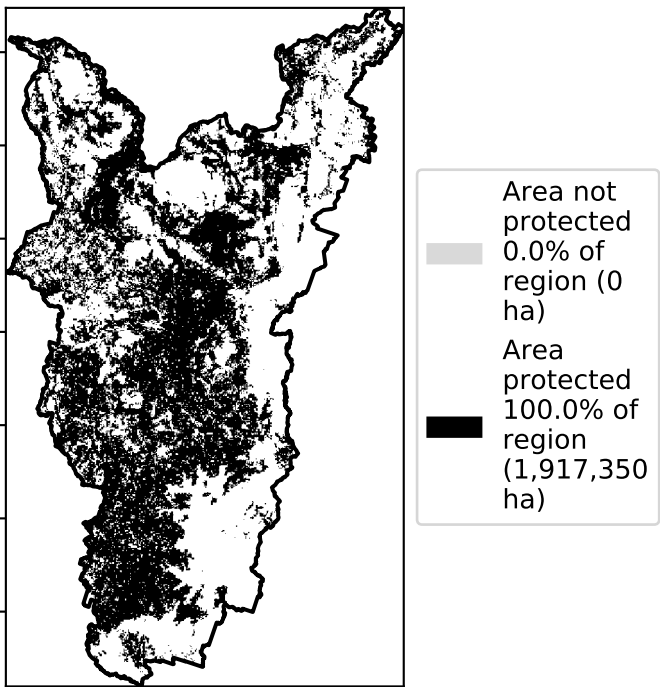 Area not
protected
0.0% of
region (0
ha)
Area
protected
100.0% of
region
(1,917,350
ha)